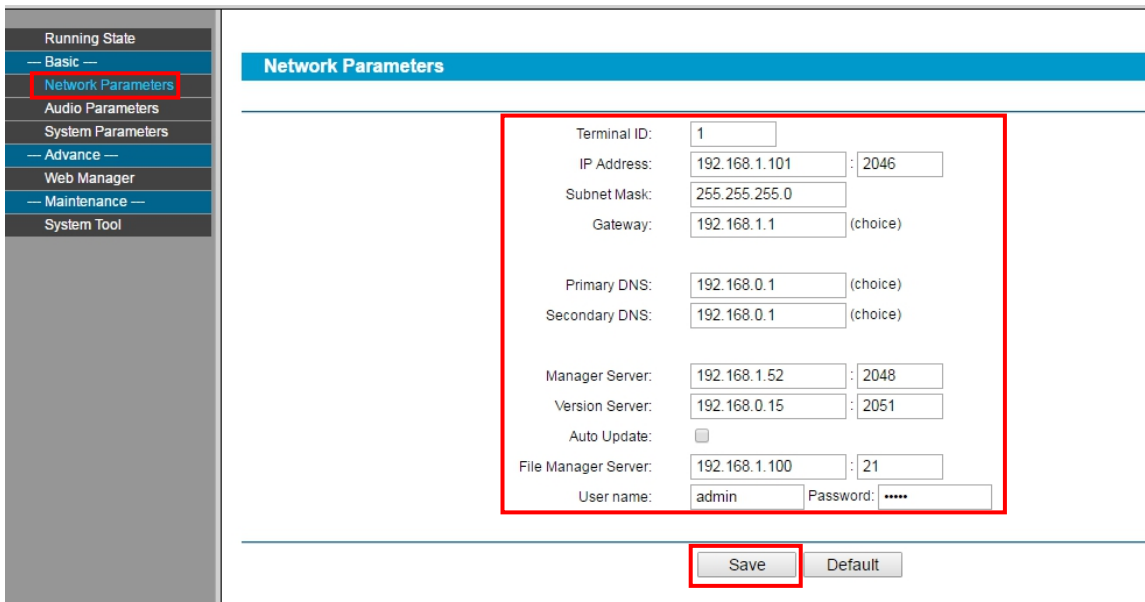 Running State
— Basic —
Network Parameters
Audio Parameters
System Parameters
— Advance —
Web Manager
— Maintenance —
System Tool
Network Parameters
Terminal ID: 1
IP Address: 192.168.1.101 : 2046
Subnet Mask: 255.255.255.0
Gateway: 192.168.1.1 (choice)
Primary DNS: 192.168.0.1 (choice)
Secondary DNS: 192.168.0.1 (choice)
Manager Server: 192.168.1.52 : 2048
Version Server: 192.168.0.15 : 2051
Auto Update:
File Manager Server: 192.168.1.100 : 21
User name: admin Password: •••••
Save Default